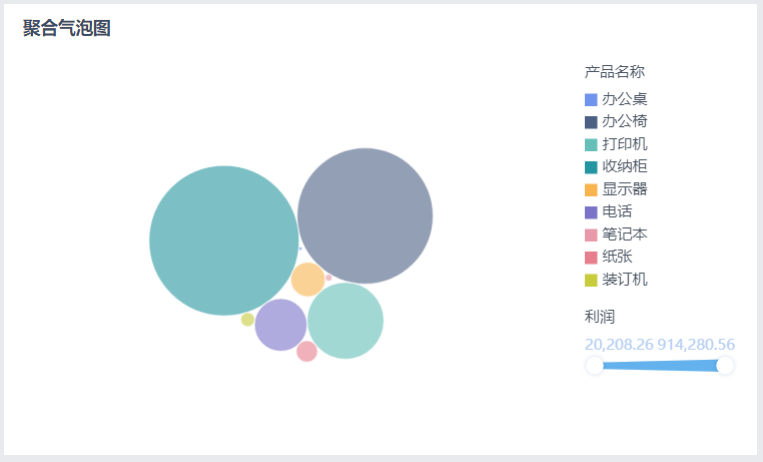 聚合气泡图
产品名称
办公桌
办公椅
打印机
收纳柜
显示器
电话
笔记本
纸张
装订机
利润
20,208.26 914,280.56